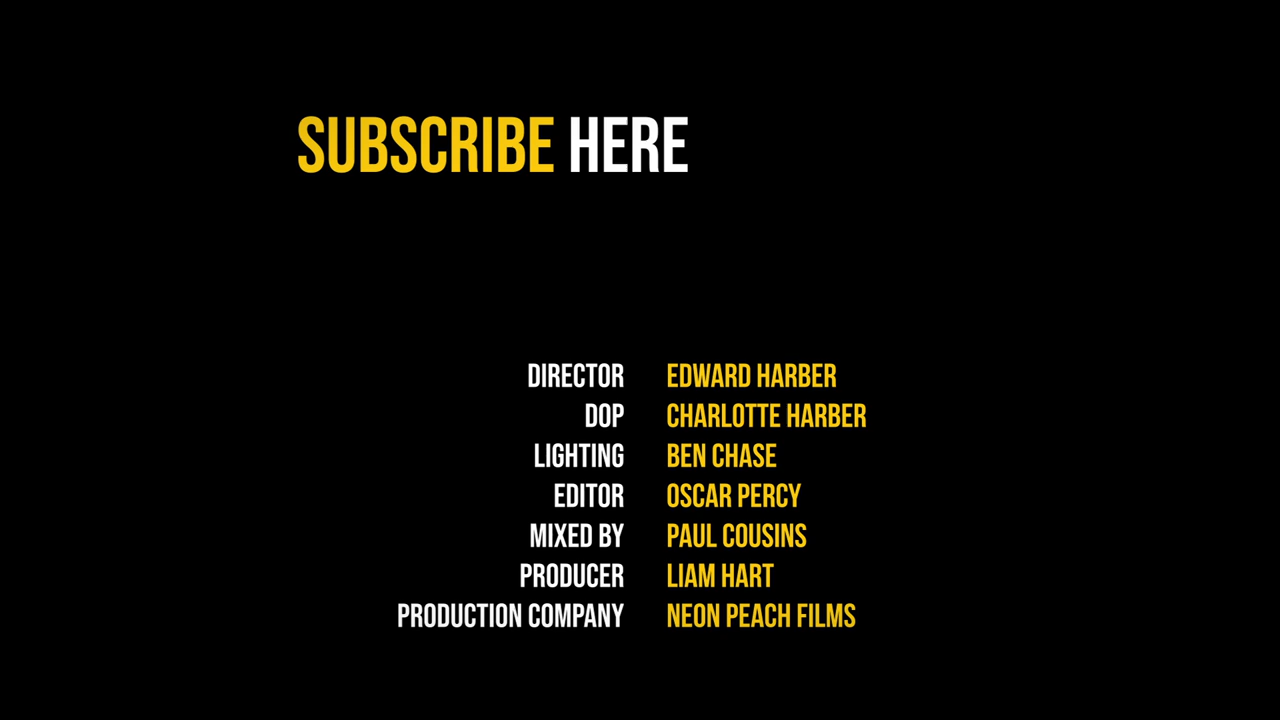 SUBSCRIBE HERE
DIRECTOR EDWARD HARBER
DOP CHARLOTTE HARBER
LIGHTING BEN CHASE
EDITOR OSCAR PERCY
MIXED BY PAUL COUSINS
PRODUCER LIAM HART
PRODUCTION COMPANY NEON PEACH FILMS